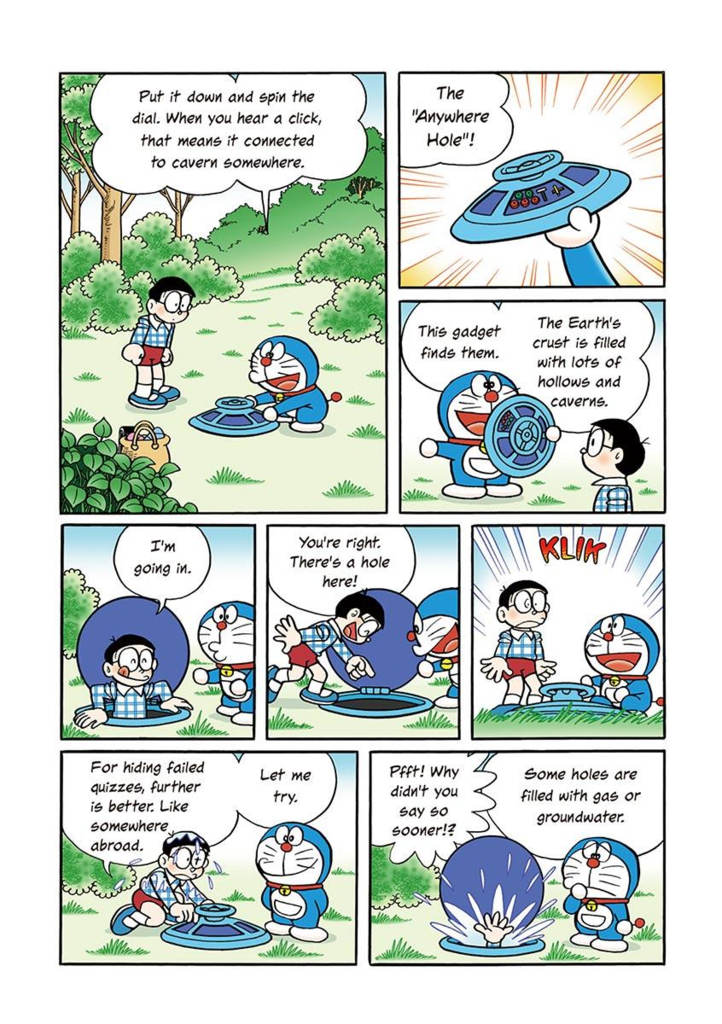 The
"Anywhere
Hole"!
The Earth's
crust is filled
with lots of
hollows and
caverns.
This gadget
finds them.
Put it down and spin the
dial. When you hear a click,
that means it connected
to cavern somewhere.
KLIK
You're right.
There's a hole
here!
I'm
going in.
Some holes are
filled with gas or
groundwater.
Pfft! Why
didn't you
say so
sooner!?
Let me
try.
For hiding failed
quizzes, further
is better. Like
somewhere
abroad.